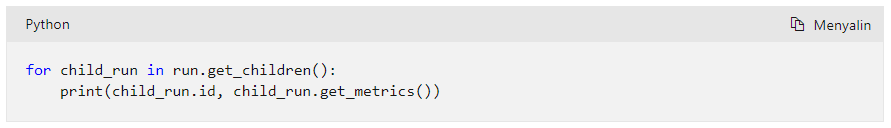 Python Menyalin
for child_run in run.get_children():
    print(child_run.id, child_run.get_metrics())